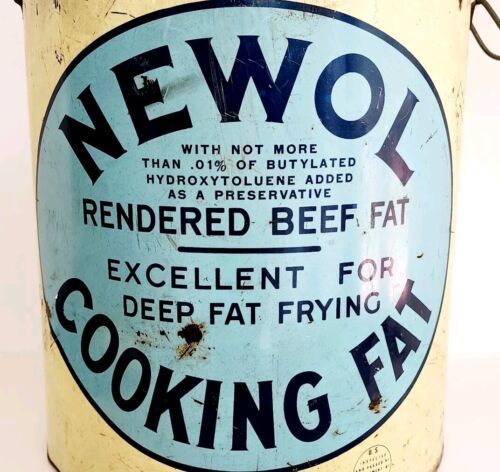 NEWOL
WITH NOT MORE
THAN .01% OF BUTYLATED
HYDROXYTOLUENE ADDED
AS A PRESERVATIVE
RENDERED BEEF FAT
EXCELLENT FOR
DEEP FAT FRYING
COOKING FAT
U.S.